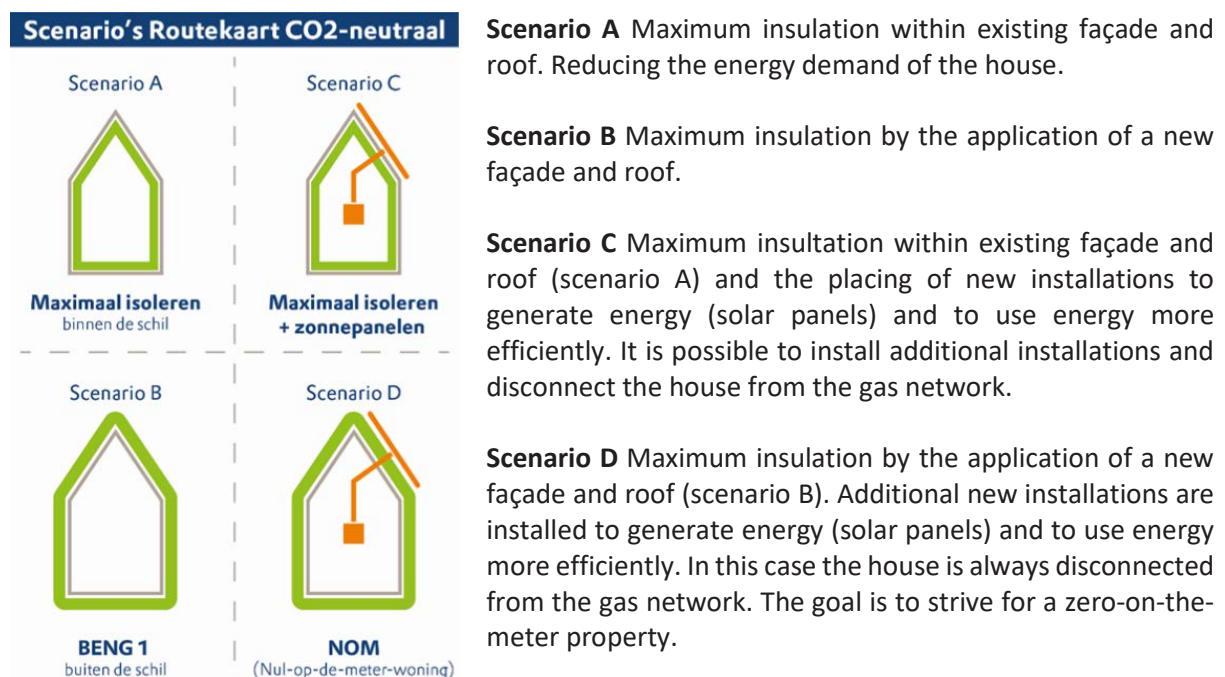 Scenario's Routekaart CO2-neutraal
Scenario A
Maximaal isoleren
binnen de schil
Scenario C
Maximaal isoleren
+ zonnepanelen
Scenario B
BENG 1
buiten de schil
Scenario D
NOM
(Nul-op-de-meter-woning)
Scenario A Maximum insulation within existing façade and
roof. Reducing the energy demand of the house.
Scenario B Maximum insulation by the application of a new
façade and roof.
Scenario C Maximum insultation within existing façade and
roof (scenario A) and the placing of new installations to
generate energy (solar panels) and to use energy more
efficiently. It is possible to install additional installations and
disconnect the house from the gas network.
Scenario D Maximum insulation by the application of a new
façade and roof (scenario B). Additional new installations are
installed to generate energy (solar panels) and to use energy
more efficiently. In this case the house is always disconnected
from the gas network. The goal is to strive for a zero-on-the-
meter property.